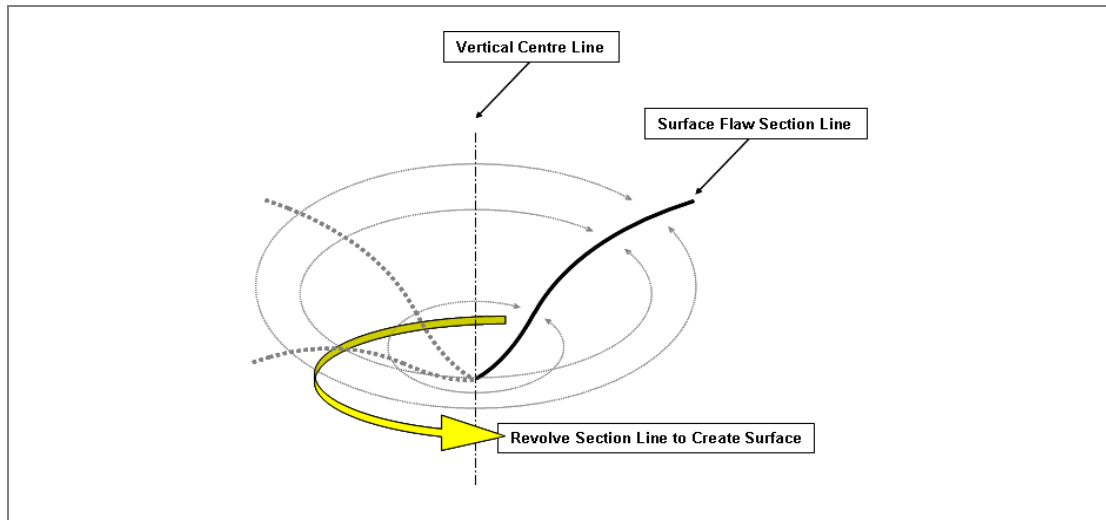 Vertical Centre Line
Surface Flaw Section Line
Revolve Section Line to Create Surface